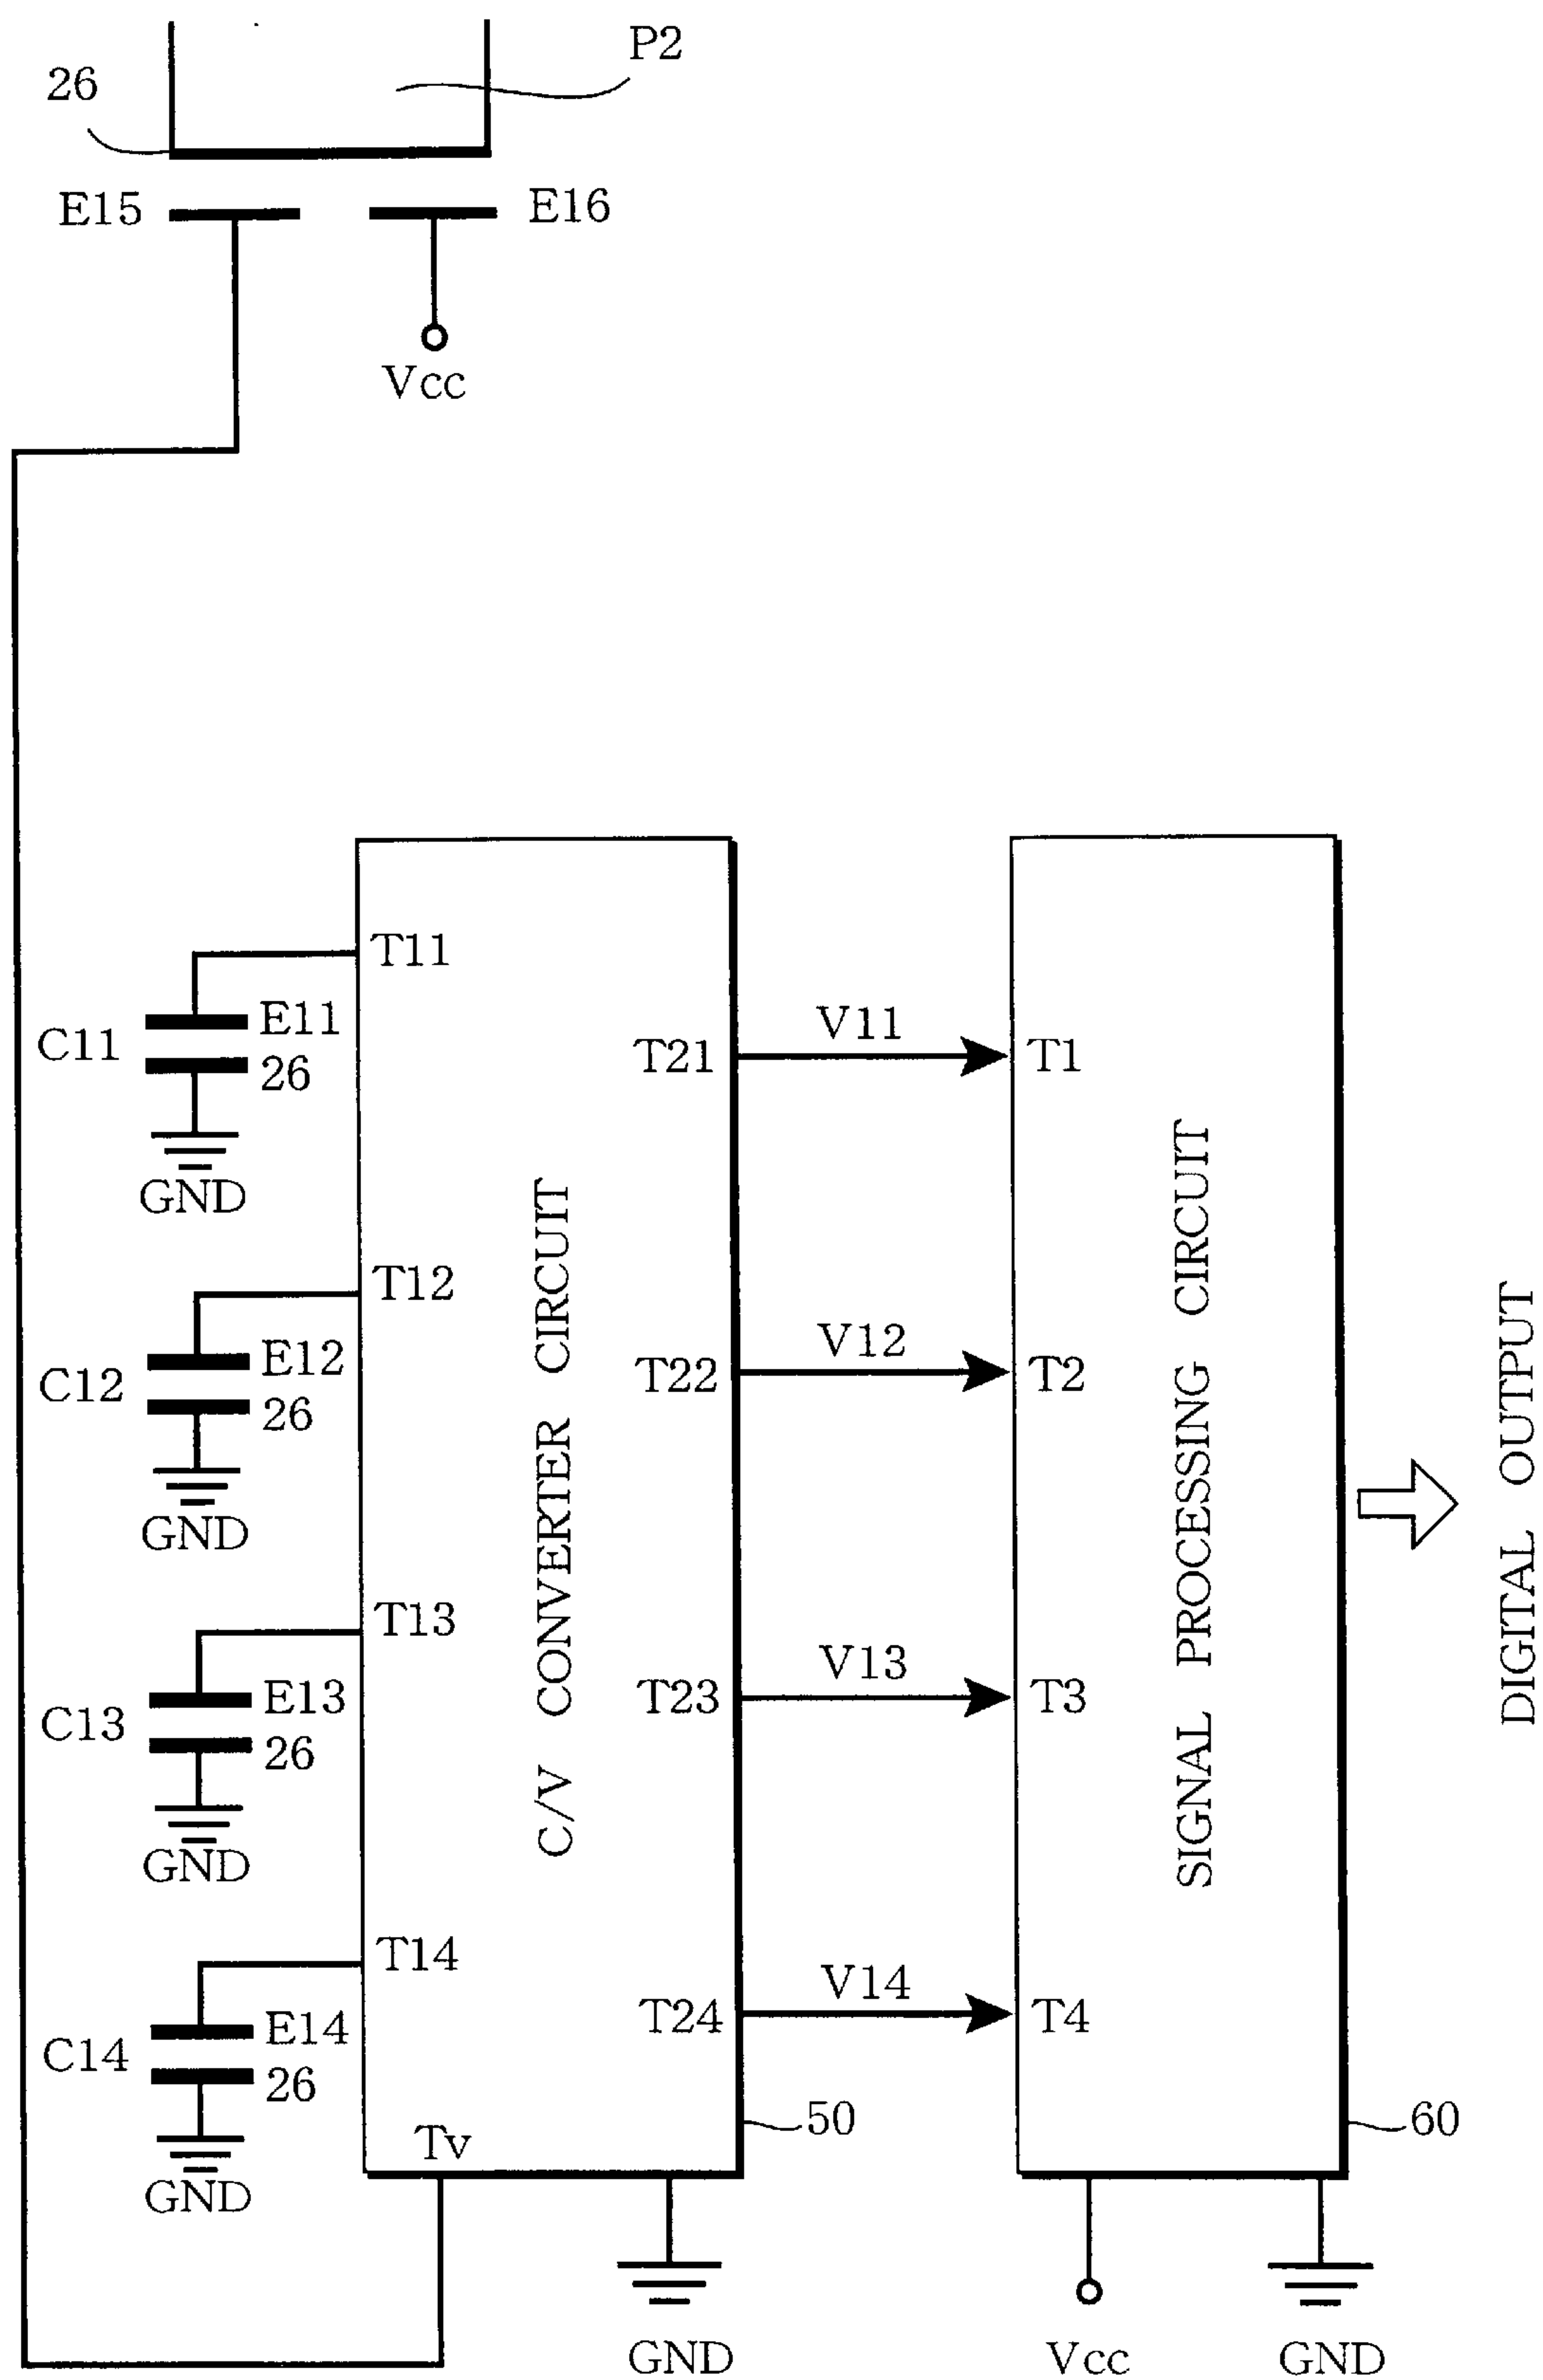 P2
26
E15
E16
Vcc
T11
E11
C11
26
GND
T12
E12
C12
26
GND
T13
E13
C13
26
GND
T14
E14
C14
26
GND
Tv
C/V CONVERTER CIRCUIT
T21
T22
T23
T24
V11
V12
V13
V14
T1
T2
T3
T4
SIGNAL PROCESSING CIRCUIT
DIGITAL OUTPUT
50
60
GND
Vcc
GND